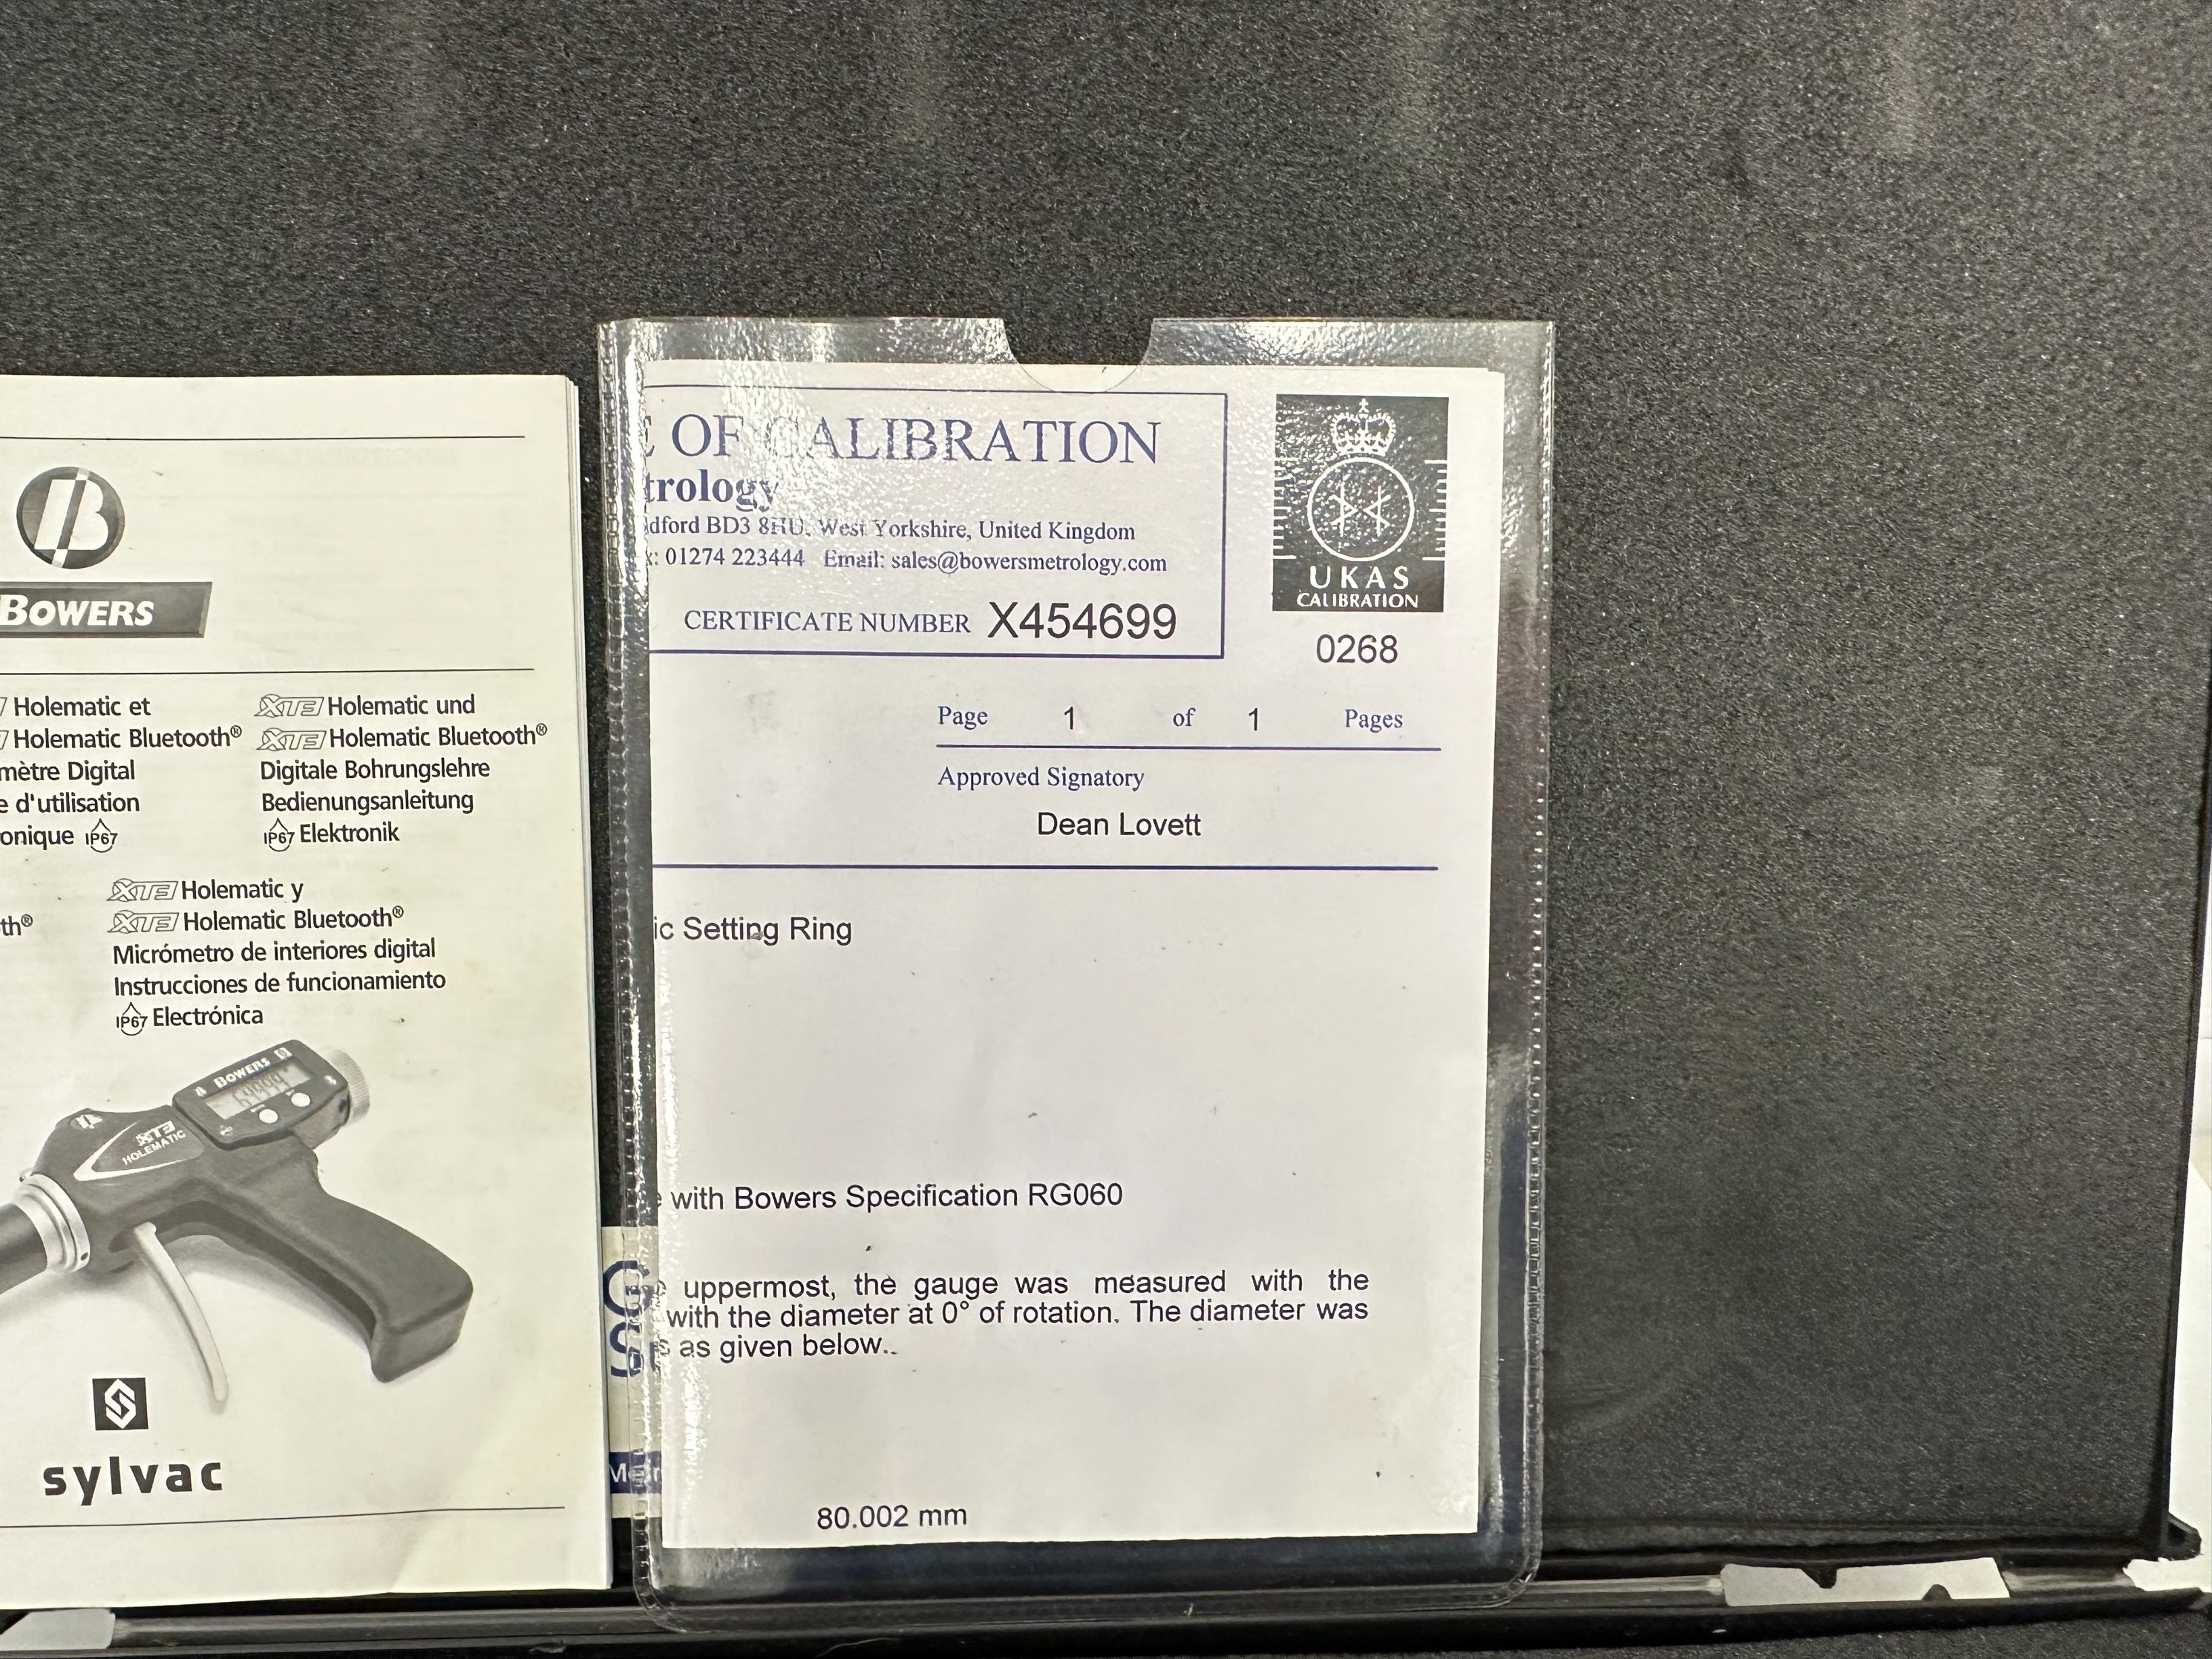 BOWERS
Holematic et
Holematic Bluetooth®
mètre Digital
e d'utilisation
onique IP67
XT3 Holematic und
XT3 Holematic Bluetooth®
Digitale Bohrungslehre
Bedienungsanleitung
IP67 Elektronik
th®
XT3 Holematic y
XT3 Holematic Bluetooth®
Micrómetro de interiores digital
Instrucciones de funcionamiento
IP67 Electrónica
BOWERS
XT3
HOLEMATIC
sylvac
E OF CALIBRATION
trology
dford BD3 8HU, West Yorkshire, United Kingdom
x: 01274 223444 Email: sales@bowersmetrology.com
CERTIFICATE NUMBER X454699
UKAS
CALIBRATION
0268
Page 1 of 1 Pages
Approved Signatory
Dean Lovett
ic Setting Ring
e with Bowers Specification RG060
e uppermost, the gauge was measured with the
with the diameter at 0° of rotation. The diameter was
s as given below..
80.002 mm